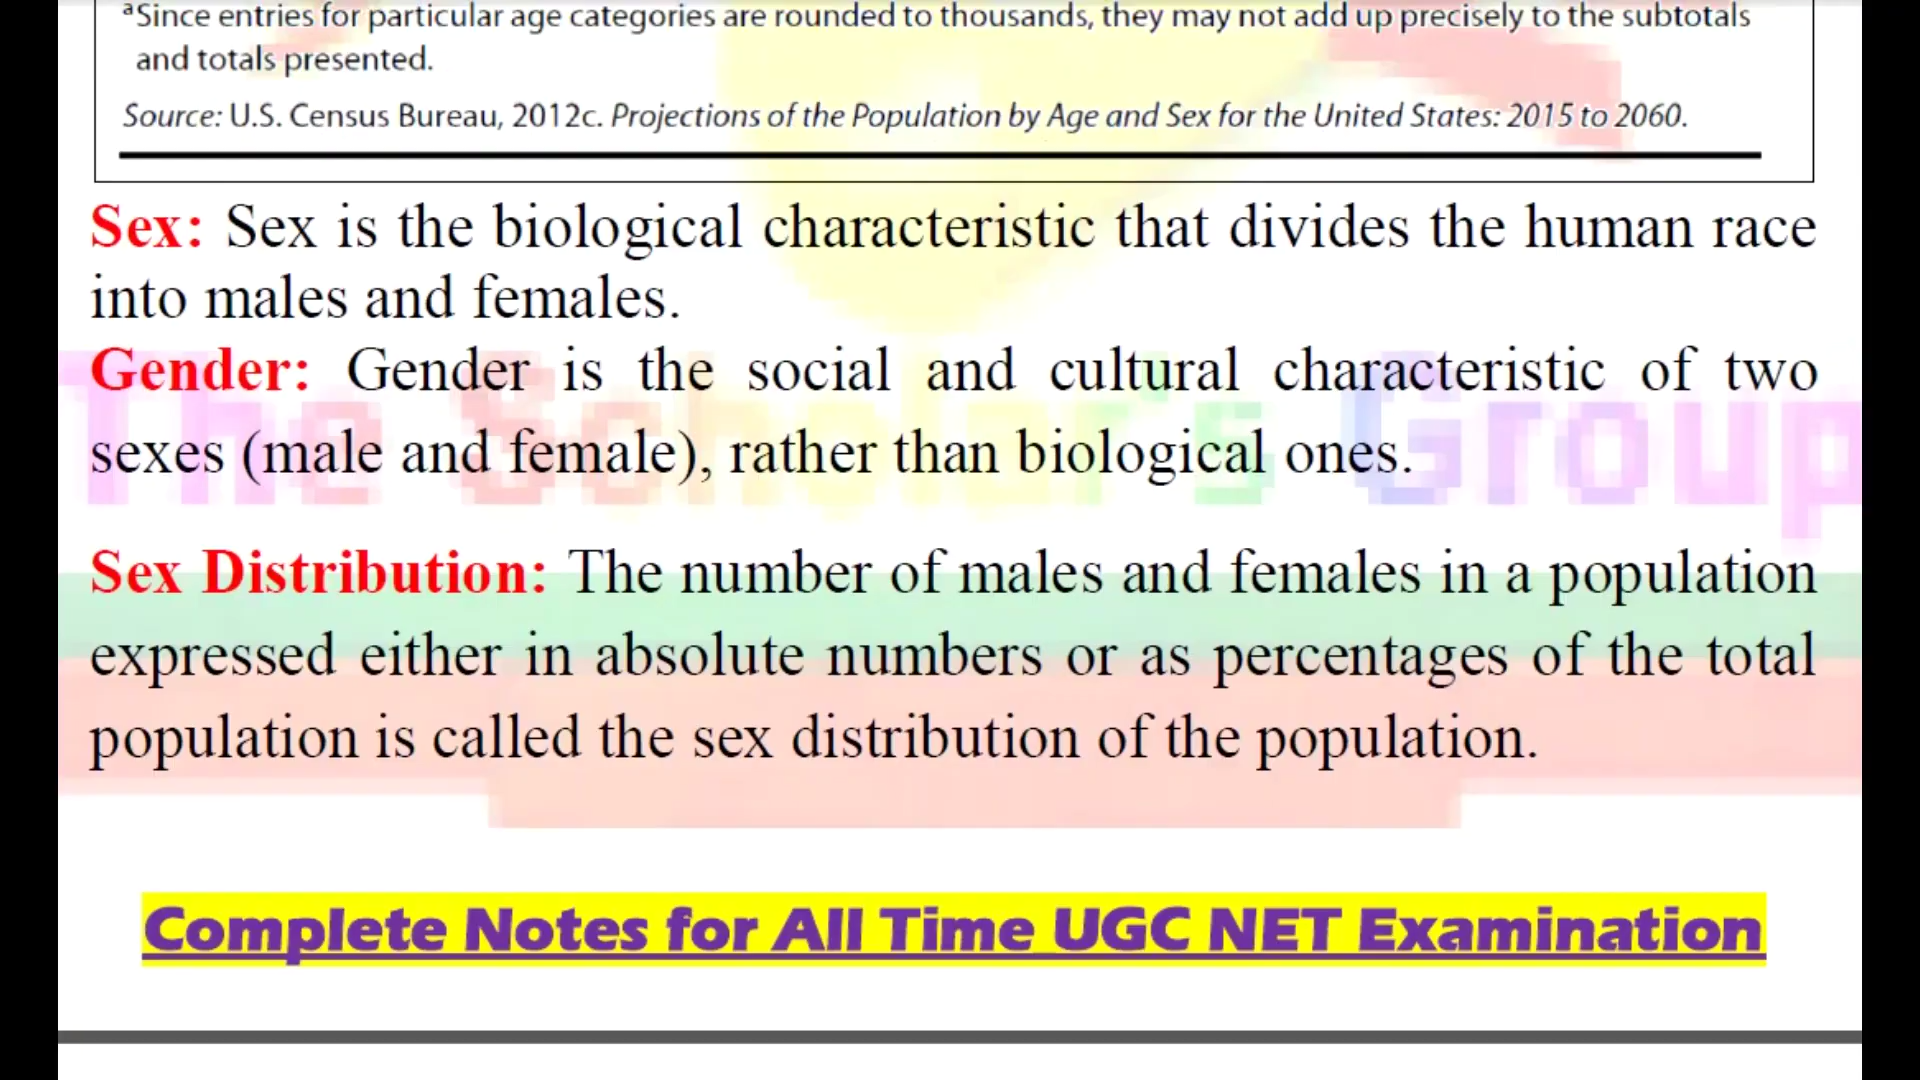 ᵃSince entries for particular age categories are rounded to thousands, they may not add up precisely to the subtotals
and totals presented.
Source: U.S. Census Bureau, 2012c. Projections of the Population by Age and Sex for the United States: 2015 to 2060.
Sex: Sex is the biological characteristic that divides the human race
into males and females.
Gender: Gender is the social and cultural characteristic of two
sexes (male and female), rather than biological ones.
The Scholar's Group
Sex Distribution: The number of males and females in a population
expressed either in absolute numbers or as percentages of the total
population is called the sex distribution of the population.
Complete Notes for All Time UGC NET Examination